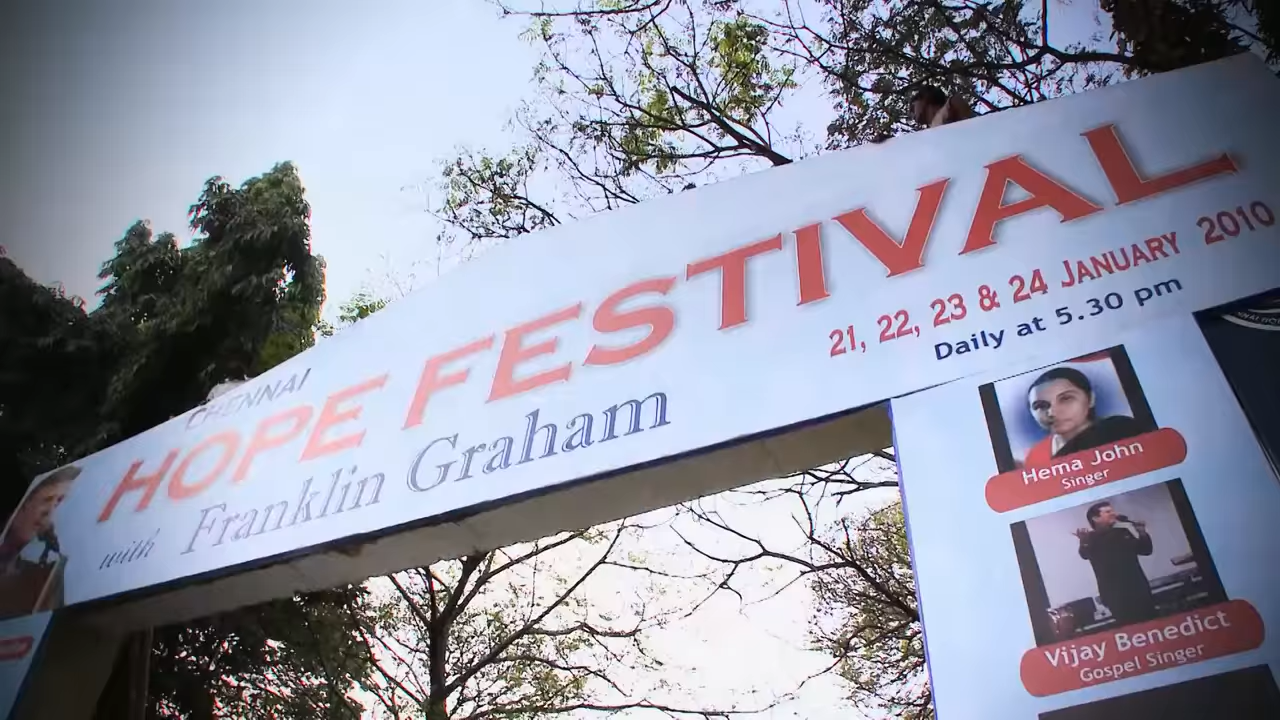 CHENNAI
HOPE FESTIVAL
with Franklin Graham
21, 22, 23 & 24 JANUARY 2010
Daily at 5.30 pm
Hema John
Singer
Vijay Benedict
Gospel Singer